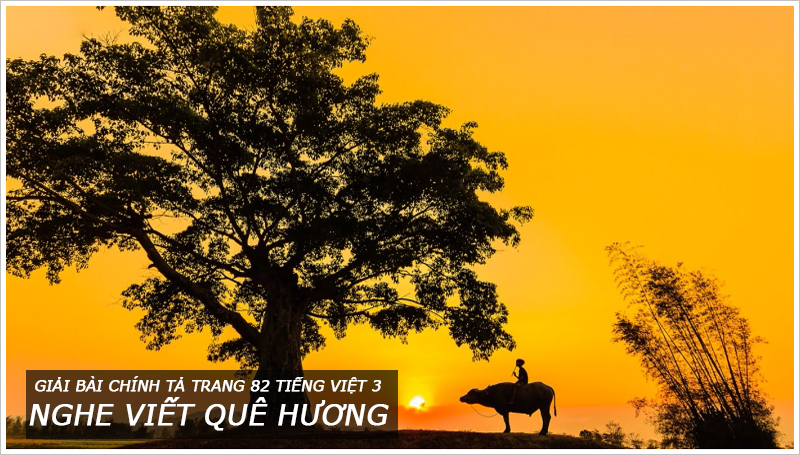 GIẢI BÀI CHÍNH TẢ TRANG 82 TIẾNG VIỆT 3
NGHE VIẾT QUÊ HƯƠNG